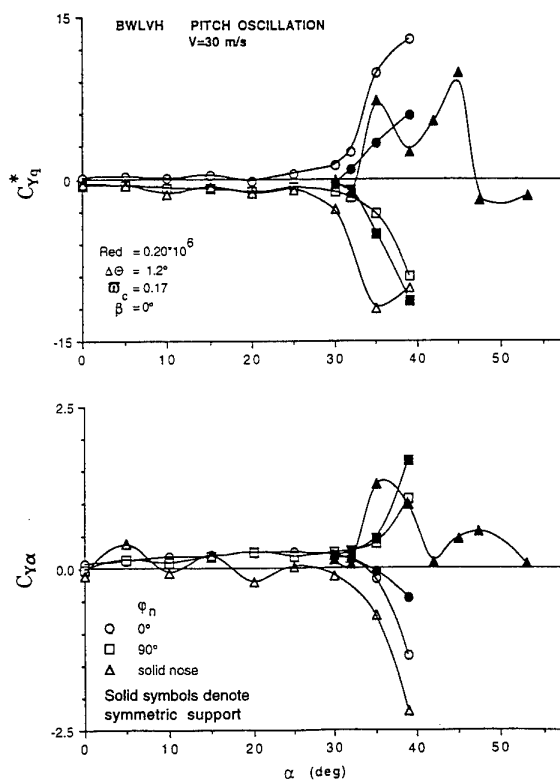 BWLVH PITCH OSCILLATION
V=30 m/s
15
0
-15
C*Yq
Red = 0.20*10^6
ΔΘ = 1.2°
ϖc = 0.17
β = 0°
0 10 20 30 40 50
2.5
0.0
-2.5
CYα
φn
0°
90°
solid nose
Solid symbols denote
symmetric support
0 10 20 30 40 50
α (deg)